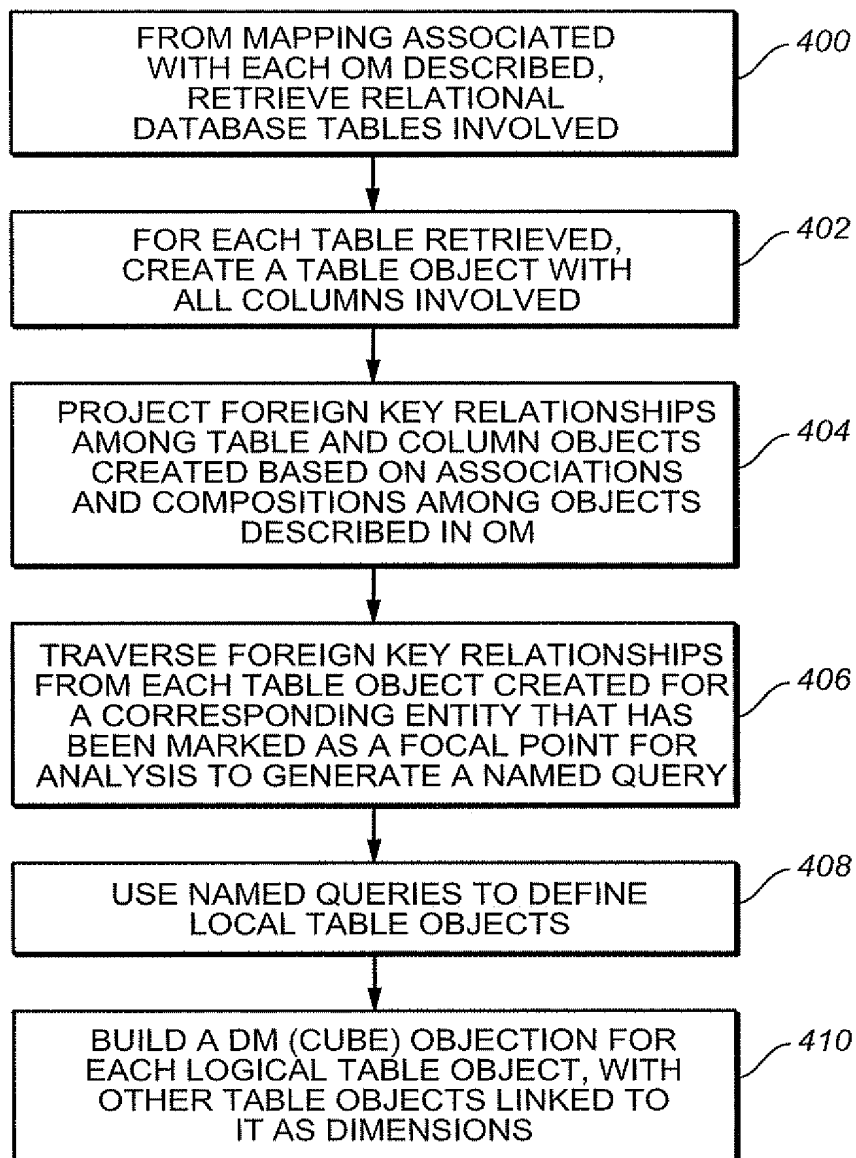 FROM MAPPING ASSOCIATED
WITH EACH OM DESCRIBED,
RETRIEVE RELATIONAL
DATABASE TABLES INVOLVED
400
FOR EACH TABLE RETRIEVED,
CREATE A TABLE OBJECT WITH
ALL COLUMNS INVOLVED
402
PROJECT FOREIGN KEY RELATIONSHIPS
AMONG TABLE AND COLUMN OBJECTS
CREATED BASED ON ASSOCIATIONS
AND COMPOSITIONS AMONG OBJECTS
DESCRIBED IN OM
404
TRAVERSE FOREIGN KEY RELATIONSHIPS
FROM EACH TABLE OBJECT CREATED FOR
A CORRESPONDING ENTITY THAT HAS
BEEN MARKED AS A FOCAL POINT FOR
ANALYSIS TO GENERATE A NAMED QUERY
406
USE NAMED QUERIES TO DEFINE
LOCAL TABLE OBJECTS
408
BUILD A DM (CUBE) OBJECTION FOR
EACH LOGICAL TABLE OBJECT, WITH
OTHER TABLE OBJECTS LINKED TO
IT AS DIMENSIONS
410